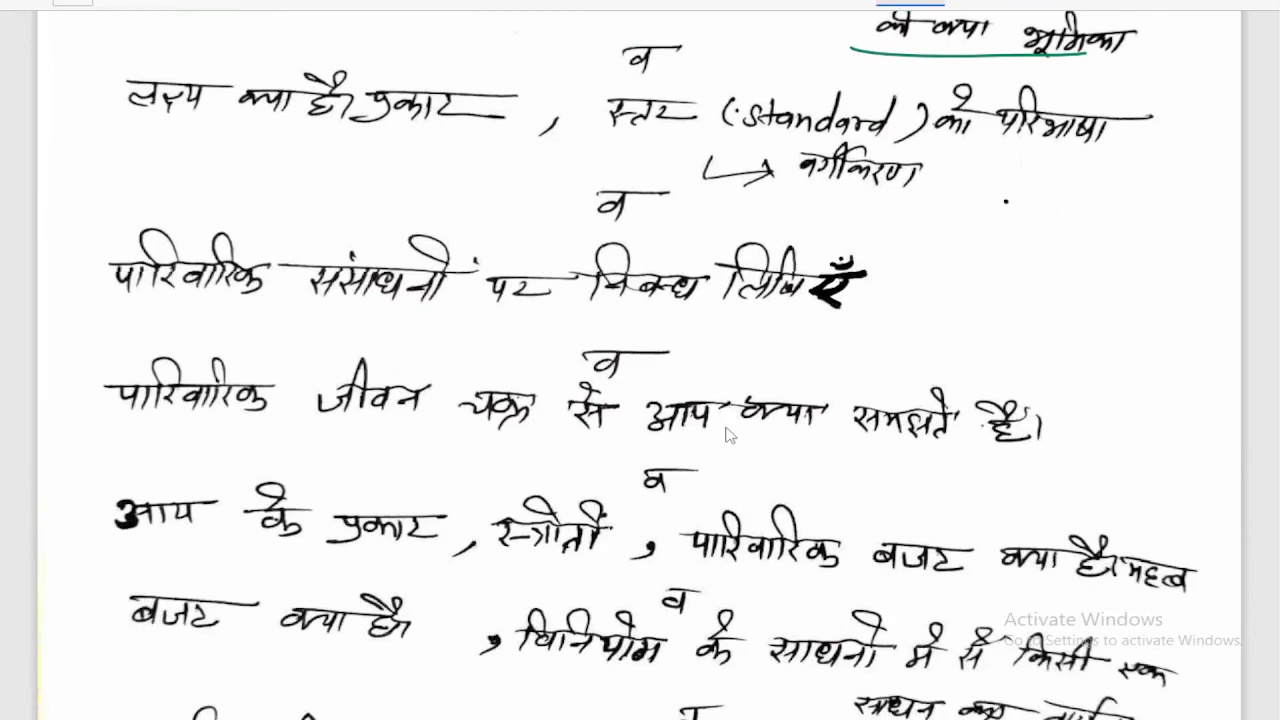 की क्या भूमिका
व
लक्ष्य क्या है। प्रकार , स्तर (standard) की परिभाषा
↳ वर्गीकरण
व
पारिवारिक संसाधनों पर निबन्ध लिखिएँ
व
पारिवारिक जीवन चक्र से आप क्या समझते है।
व
आय के प्रकार , स्त्रोतों , पारिवारिक बजट क्या है। महत्व
व
बजट क्या है। , विनियोग के साधनों में से किसी एक
साधन का
Activate Windows
Go to Settings to activate Windows.